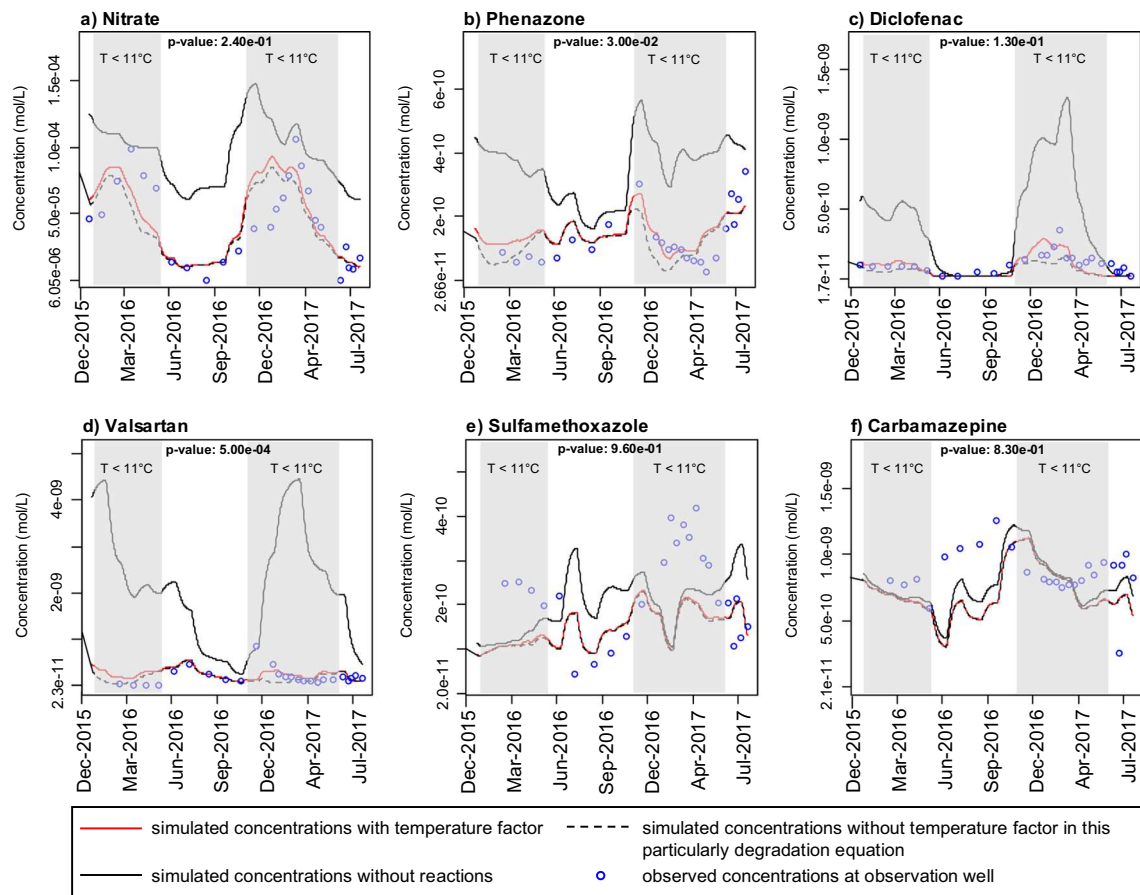 a) Nitrate
p-value: 2.40e-01
T < 11°C
T < 11°C
Concentration (mol/L)
1.5e-04
1.0e-04
5.0e-05
6.05e-06
Dec-2015
Mar-2016
Jun-2016
Sep-2016
Dec-2016
Apr-2017
Jul-2017
b) Phenazone
p-value: 3.00e-02
T < 11°C
T < 11°C
Concentration (mol/L)
6e-10
4e-10
2e-10
2.66e-11
Dec-2015
Mar-2016
Jun-2016
Sep-2016
Dec-2016
Apr-2017
Jul-2017
c) Diclofenac
p-value: 1.30e-01
T < 11°C
T < 11°C
Concentration (mol/L)
1.5e-09
1.0e-09
5.0e-10
1.7e-11
Dec-2015
Mar-2016
Jun-2016
Sep-2016
Dec-2016
Apr-2017
Jul-2017
d) Valsartan
p-value: 5.00e-04
T < 11°C
T < 11°C
Concentration (mol/L)
4e-09
2e-09
2.3e-11
Dec-2015
Mar-2016
Jun-2016
Sep-2016
Dec-2016
Apr-2017
Jul-2017
e) Sulfamethoxazole
p-value: 9.60e-01
T < 11°C
T < 11°C
Concentration (mol/L)
4e-10
2e-10
2.0e-11
Dec-2015
Mar-2016
Jun-2016
Sep-2016
Dec-2016
Apr-2017
Jul-2017
f) Carbamazepine
p-value: 8.30e-01
T < 11°C
T < 11°C
Concentration (mol/L)
1.5e-09
1.0e-09
5.0e-10
2.1e-11
Dec-2015
Mar-2016
Jun-2016
Sep-2016
Dec-2016
Apr-2017
Jul-2017
simulated concentrations with temperature factor
simulated concentrations without temperature factor in this
particularly degradation equation
simulated concentrations without reactions
observed concentrations at observation well